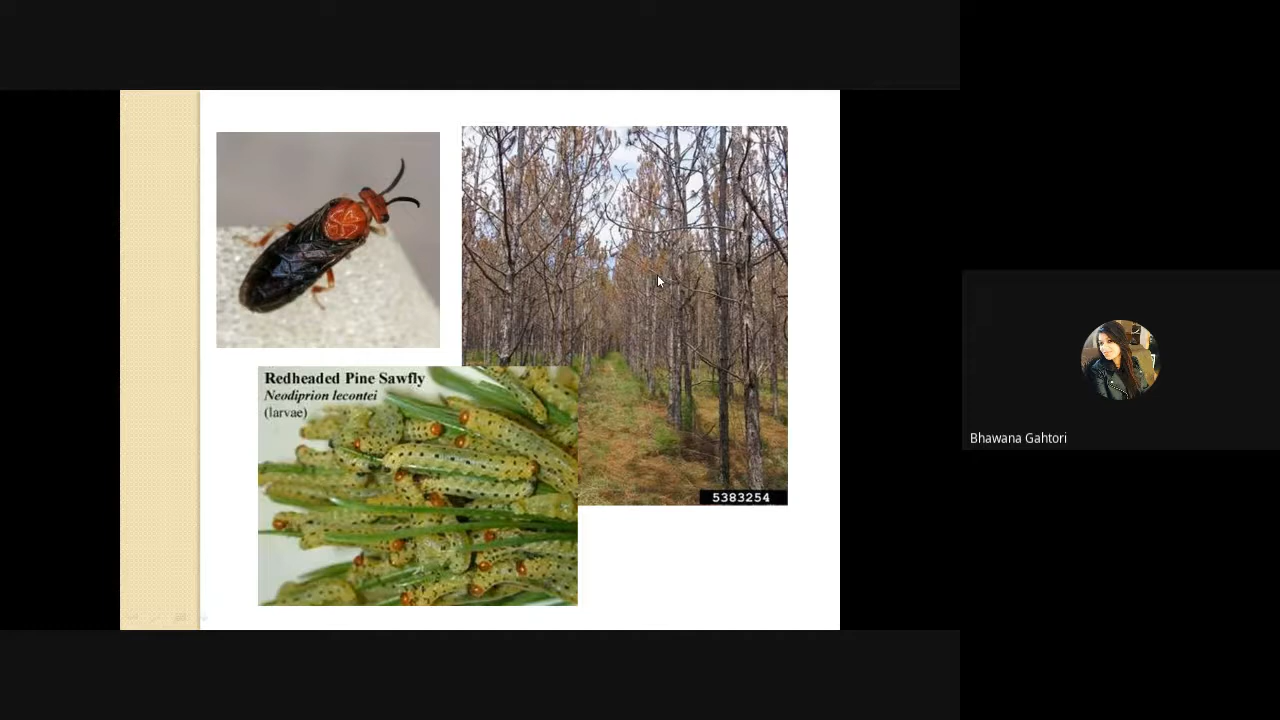 Redheaded Pine Sawfly
Neodiprion lecontei
(larvae)
5383254
Bhawana Gahtori